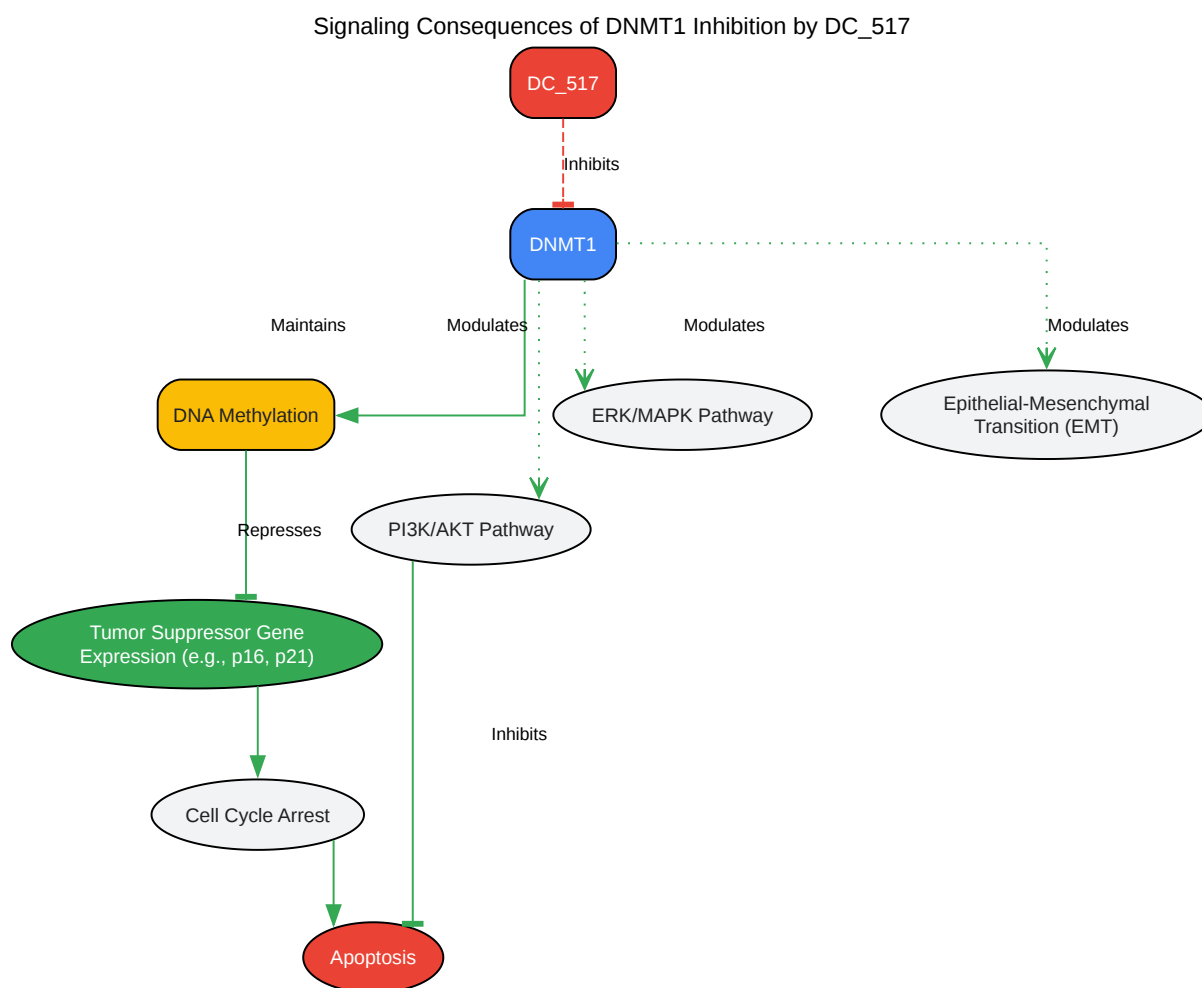 Signaling Consequences of DNMT1 Inhibition by DC_517
DC_517
Inhibits
DNMT1
Maintains
Modulates
Modulates
Modulates
DNA Methylation
ERK/MAPK Pathway
Epithelial-Mesenchymal
Transition (EMT)
Represses
PI3K/AKT Pathway
Tumor Suppressor Gene
Expression (e.g., p16, p21)
Inhibits
Cell Cycle Arrest
Apoptosis